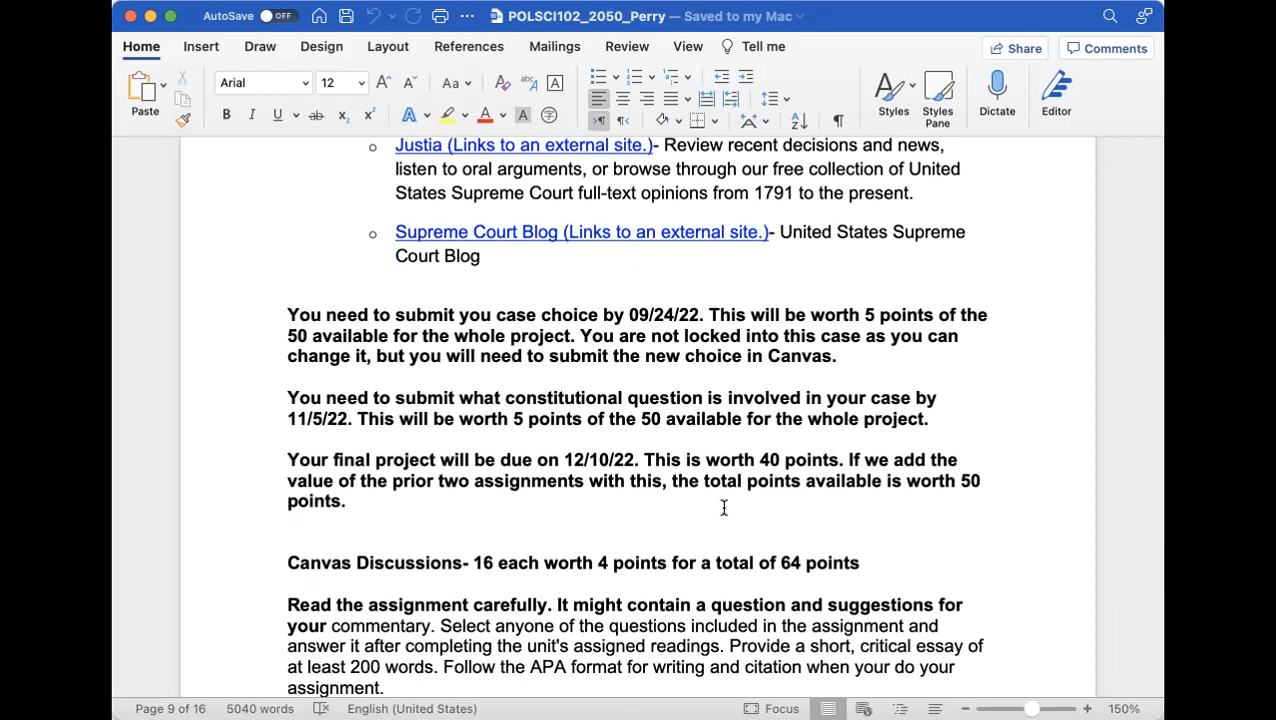 AutoSave OFF POLSCI102_2050_Perry — Saved to my Mac
Home Insert Draw Design Layout References Mailings Review View Tell me Share Comments
Paste Arial 12 Aa Styles Styles Pane Dictate Editor
Justia (Links to an external site.)- Review recent decisions and news,
listen to oral arguments, or browse through our free collection of United
States Supreme Court full-text opinions from 1791 to the present.
Supreme Court Blog (Links to an external site.)- United States Supreme
Court Blog
You need to submit you case choice by 09/24/22. This will be worth 5 points of the
50 available for the whole project. You are not locked into this case as you can
change it, but you will need to submit the new choice in Canvas.
You need to submit what constitutional question is involved in your case by
11/5/22. This will be worth 5 points of the 50 available for the whole project.
Your final project will be due on 12/10/22. This is worth 40 points. If we add the
value of the prior two assignments with this, the total points available is worth 50
points.
Canvas Discussions- 16 each worth 4 points for a total of 64 points
Read the assignment carefully. It might contain a question and suggestions for
your commentary. Select anyone of the questions included in the assignment and
answer it after completing the unit's assigned readings. Provide a short, critical essay of
at least 200 words. Follow the APA format for writing and citation when your do your
assignment.
Page 9 of 16 5040 words English (United States) Focus 150%